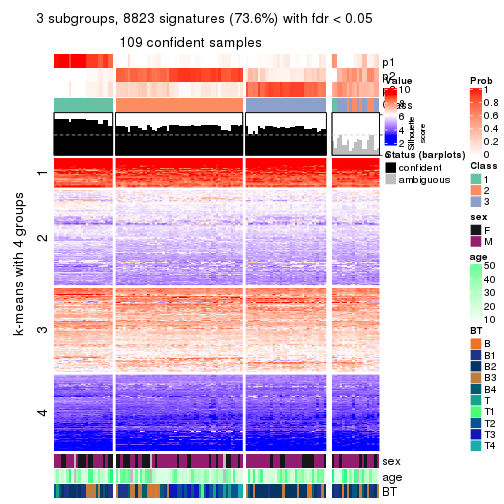 3 subgroups, 8823 signatures (73.6%) with fdr < 0.05
109 confident samples
p1
p2
Value
10
8
6
4
2
Silhouette
score
Status (barplots)
confident
ambiguous
Prob
1
0.8
0.6
0.4
0.2
0
Class
1
2
3
sex
F
M
age
50
40
30
20
10
BT
B
B1
B2
B3
B4
T
T1
T2
T3
T4
k-means with 4 groups
1
2
3
4
sex
age
BT